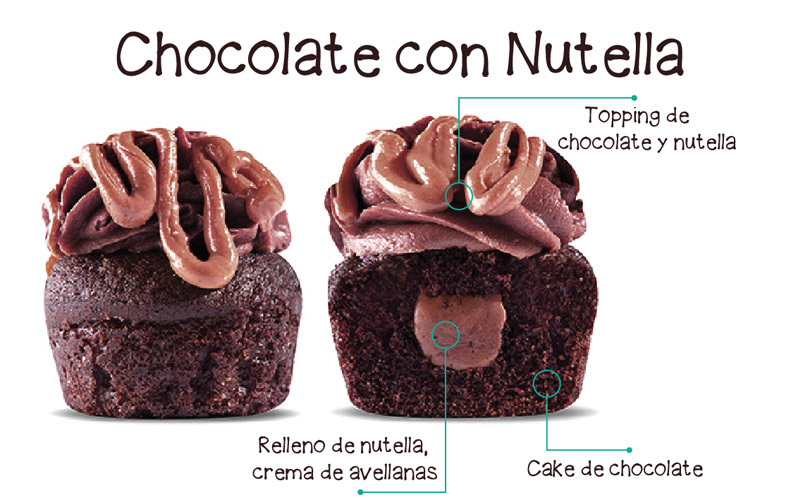 Chocolate con Nutella
Topping de
chocolate y nutella
Relleno de nutella,
crema de avellanas
Cake de chocolate